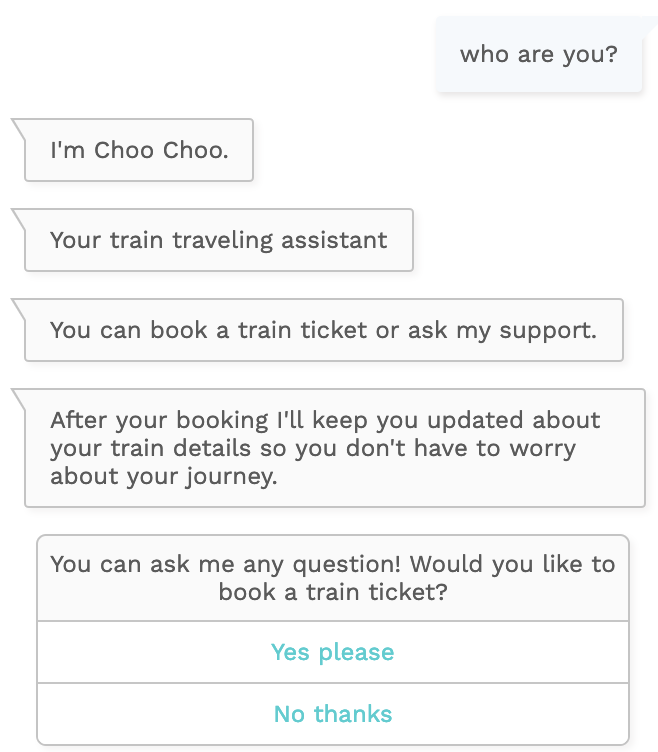 who are you?
I'm Choo Choo.
Your train traveling assistant
You can book a train ticket or ask my support.
After your booking I'll keep you updated about
your train details so you don't have to worry
about your journey.
You can ask me any question! Would you like to
book a train ticket?
Yes please
No thanks